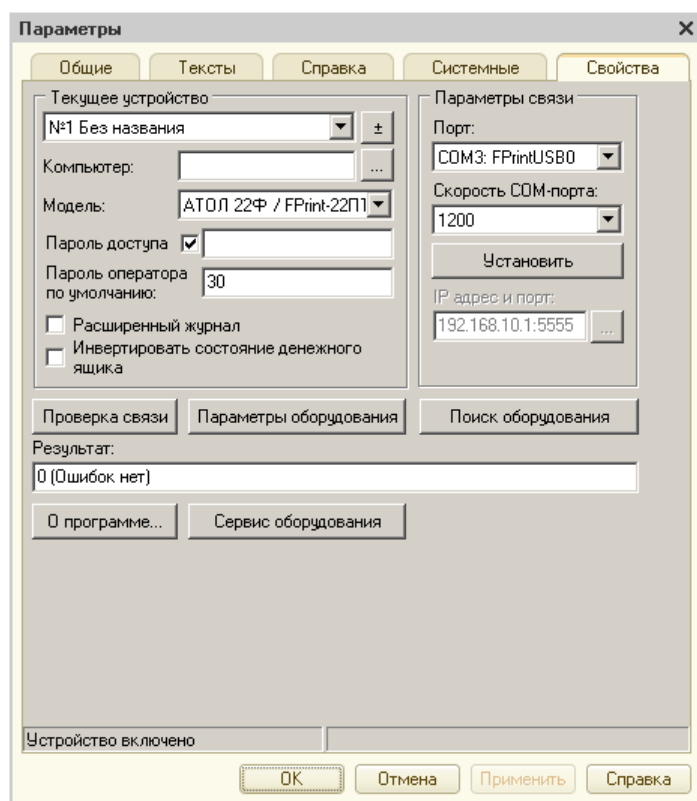 Параметры
Общие
Тексты
Справка
Системные
Свойства
Текущее устройство
№1 Без названия
±
Компьютер:
...
Модель:
АТОЛ 22Ф / FPrint-22ПТ
Пароль доступа
Пароль оператора
по умолчанию:
30
Расширенный журнал
Инвертировать состояние денежного
ящика
Параметры связи
Порт:
COM3: FPrintUSB0
Скорость COM-порта:
1200
Установить
IP адрес и порт:
192.168.10.1:5555
...
Проверка связи
Параметры оборудования
Поиск оборудования
Результат:
0 (Ошибок нет)
О программе...
Сервис оборудования
Устройство включено
OK
Отмена
Применить
Справка